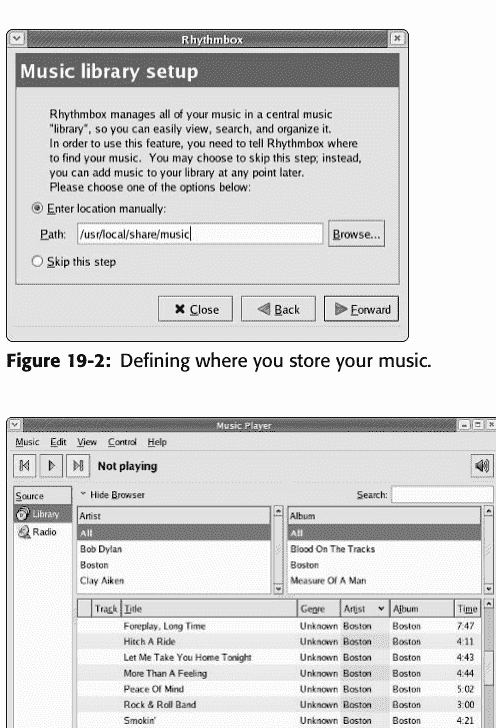 Rhythmbox
Music library setup
Rhythmbox manages all of your music in a central music
"library", so you can easily view, search, and organize it.
In order to use this feature, you need to tell Rhythmbox where
to find your music. You may choose to skip this step; instead,
you can add music to your library at any point later.
Please choose one of the options below:
Enter location manually:
Path: /usr/local/share/music Browse...
Skip this step
Close Back Forward
Figure 19-2: Defining where you store your music.
Music Player
Music Edit View Control Help
Not playing
Source Hide Browser Search:
Library Artist Album
Radio All All
Bob Dylan Blood On The Tracks
Boston Boston
Clay Aiken Measure Of A Man
Track Title Genre Artist Album Time
Foreplay, Long Time Unknown Boston Boston 7:47
Hitch A Ride Unknown Boston Boston 4:11
Let Me Take You Home Tonight Unknown Boston Boston 4:43
More Than A Feeling Unknown Boston Boston 4:44
Peace Of Mind Unknown Boston Boston 5:02
Rock & Roll Band Unknown Boston Boston 3:00
Smokin' Unknown Boston Boston 4:21